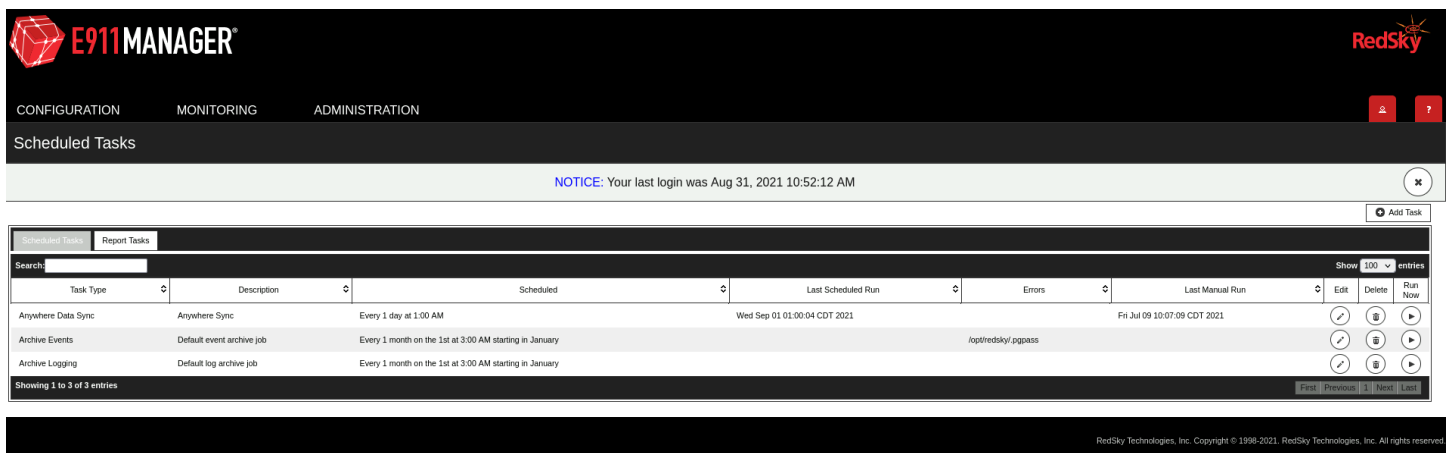 E911MANAGER®
RedSky
CONFIGURATION MONITORING ADMINISTRATION
?
Scheduled Tasks
NOTICE: Your last login was Aug 31, 2021 10:52:12 AM
Add Task
Scheduled Tasks Report Tasks
Search: Show 100 entries
Task Type Description Scheduled Last Scheduled Run Errors Last Manual Run Edit Delete Run Now
Anywhere Data Sync Anywhere Sync Every 1 day at 1:00 AM Wed Sep 01 01:00:04 CDT 2021 Fri Jul 09 10:07:09 CDT 2021
Archive Events Default event archive job Every 1 month on the 1st at 3:00 AM starting in January /opt/redsky/.pgpass
Archive Logging Default log archive job Every 1 month on the 1st at 3:00 AM starting in January
Showing 1 to 3 of 3 entries First Previous 1 Next Last
RedSky Technologies, Inc. Copyright © 1998-2021. RedSky Technologies, Inc. All rights reserved.